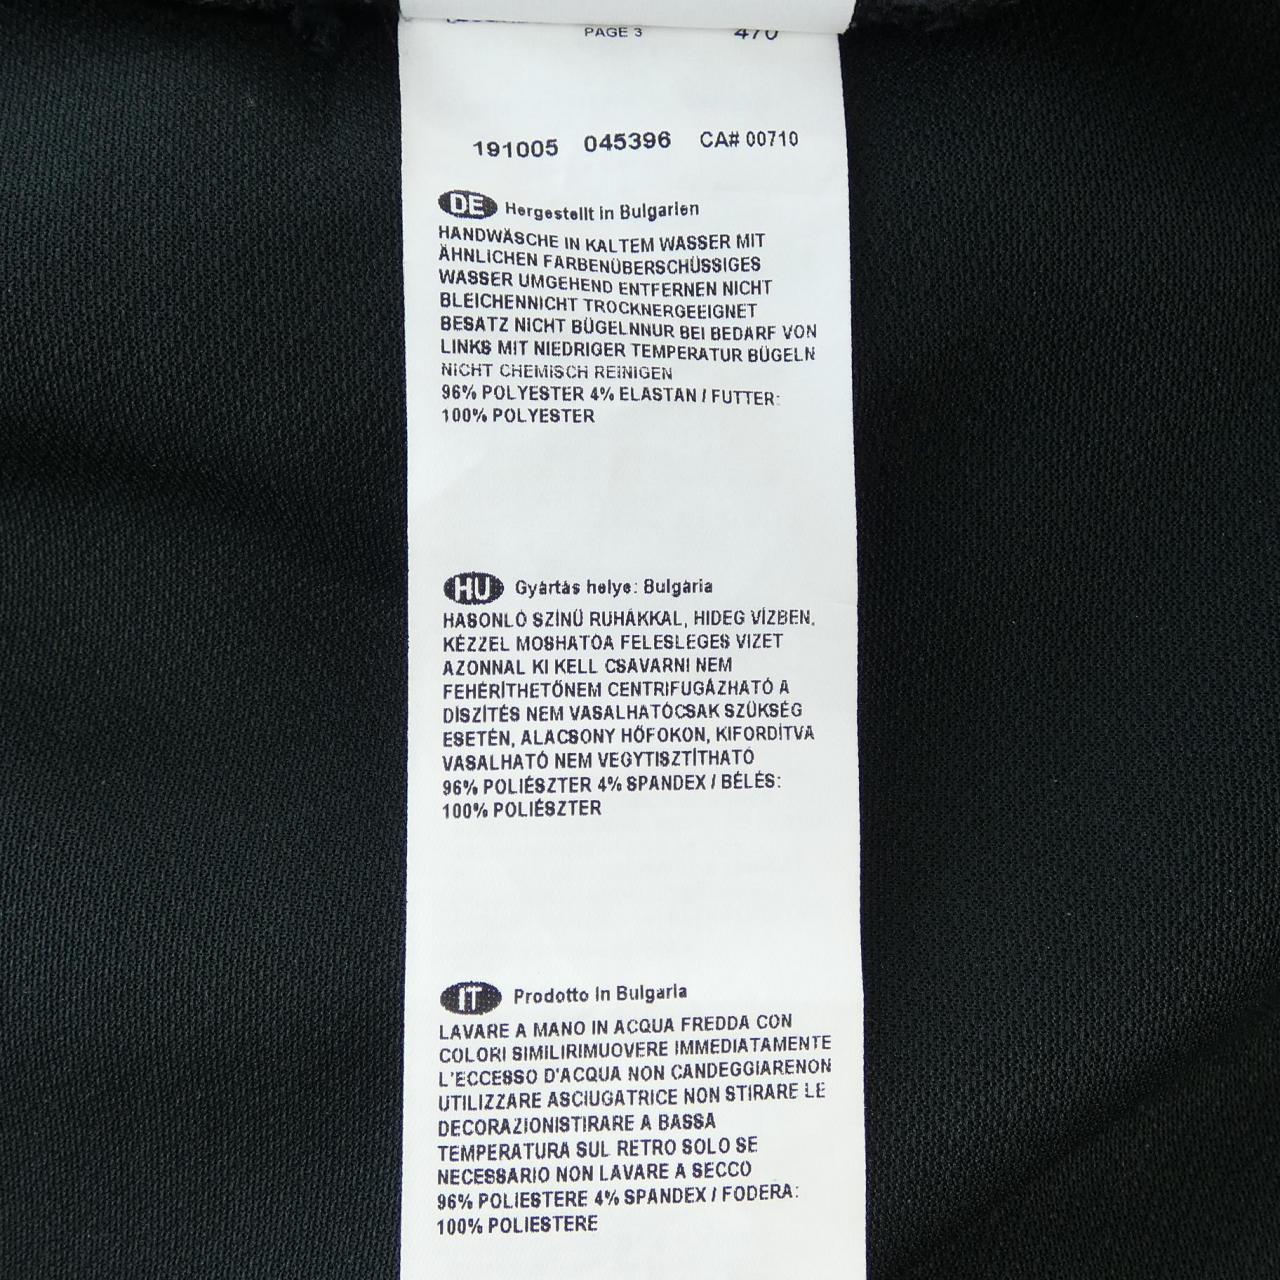 PAGE 3 470
191005 045396 CA# 00710
DE Hergestellt in Bulgarien
HANDWÄSCHE IN KALTEM WASSER MIT
ÄHNLICHEN FARBENÜBERSCHÜSSIGES
WASSER UMGEHEND ENTFERNEN NICHT
BLEICHENNICHT TROCKNERGEEIGNET
BESATZ NICHT BÜGELNNUR BEI BEDARF VON
LINKS MIT NIEDRIGER TEMPERATUR BÜGELN
NICHT CHEMISCH REINIGEN
96% POLYESTER 4% ELASTAN / FUTTER:
100% POLYESTER
HU Gyártás helye: Bulgária
HASONLÓ SZÍNŰ RUHÁKKAL, HIDEG VÍZBEN,
KÉZZEL MOSHATÓA FELESLEGES VIZET
AZONNAL KI KELL CSAVARNI NEM
FEHÉRÍTHETŐNEM CENTRIFUGÁZHATÓ A
DÍSZÍTÉS NEM VASALHATÓCSAK SZÜKSÉG
ESETÉN, ALACSONY HŐFOKON, KIFORDÍTVA
VASALHATÓ NEM VEGYTISZTÍTHATÓ
96% POLIÉSZTER 4% SPANDEX / BÉLÉS:
100% POLIÉSZTER
IT Prodotto in Bulgaria
LAVARE A MANO IN ACQUA FREDDA CON
COLORI SIMILIRIMUOVERE IMMEDIATAMENTE
L'ECCESSO D'ACQUA NON CANDEGGIARENON
UTILIZZARE ASCIUGATRICE NON STIRARE LE
DECORAZIONISTIRARE A BASSA
TEMPERATURA SUL RETRO SOLO SE
NECESSARIO NON LAVARE A SECCO
96% POLIESTERE 4% SPANDEX / FODERA:
100% POLIESTERE